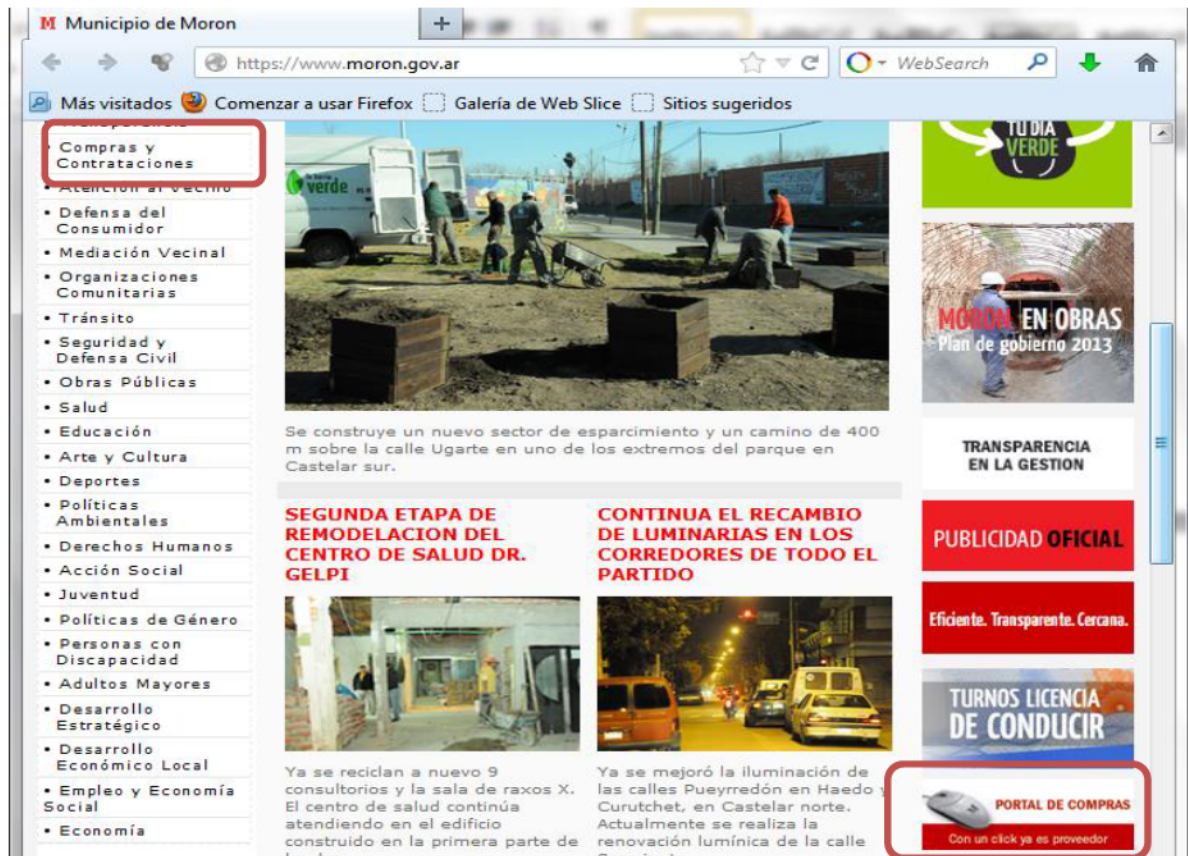 M Municipio de Moron
+
https://www.moron.gov.ar
WebSearch
Más visitados
Comenzar a usar Firefox
Galería de Web Slice
Sitios sugeridos
Transparencia
• Compras y
Contrataciones
• Atención al Vecino
• Defensa del
Consumidor
• Mediación Vecinal
• Organizaciones
Comunitarias
• Tránsito
• Seguridad y
Defensa Civil
• Obras Públicas
• Salud
• Educación
• Arte y Cultura
• Deportes
• Políticas
Ambientales
• Derechos Humanos
• Acción Social
• Juventud
• Políticas de Género
• Personas con
Discapacidad
• Adultos Mayores
• Desarrollo
Estratégico
• Desarrollo
Económico Local
• Empleo y Economía
Social
• Economía
verde
Se construye un nuevo sector de esparcimiento y un camino de 400
m sobre la calle Ugarte en uno de los extremos del parque en
Castelar sur.
SEGUNDA ETAPA DE
REMODELACION DEL
CENTRO DE SALUD DR.
GELPI
Ya se reciclan a nuevo 9
consultorios y la sala de raxos X.
El centro de salud continúa
atendiendo en el edificio
construido en la primera parte de
CONTINUA EL RECAMBIO
DE LUMINARIAS EN LOS
CORREDORES DE TODO EL
PARTIDO
Ya se mejoró la iluminación de
las calles Pueyrredón en Haedo y
Curutchet, en Castelar norte.
Actualmente se realiza la
renovación lumínica de la calle
TU DIA
VERDE
MORON EN OBRAS
Plan de gobierno 2013
TRANSPARENCIA
EN LA GESTION
PUBLICIDAD OFICIAL
Eficiente. Transparente. Cercana.
TURNOS LICENCIA
DE CONDUCIR
PORTAL DE COMPRAS
Con un click ya es proveedor